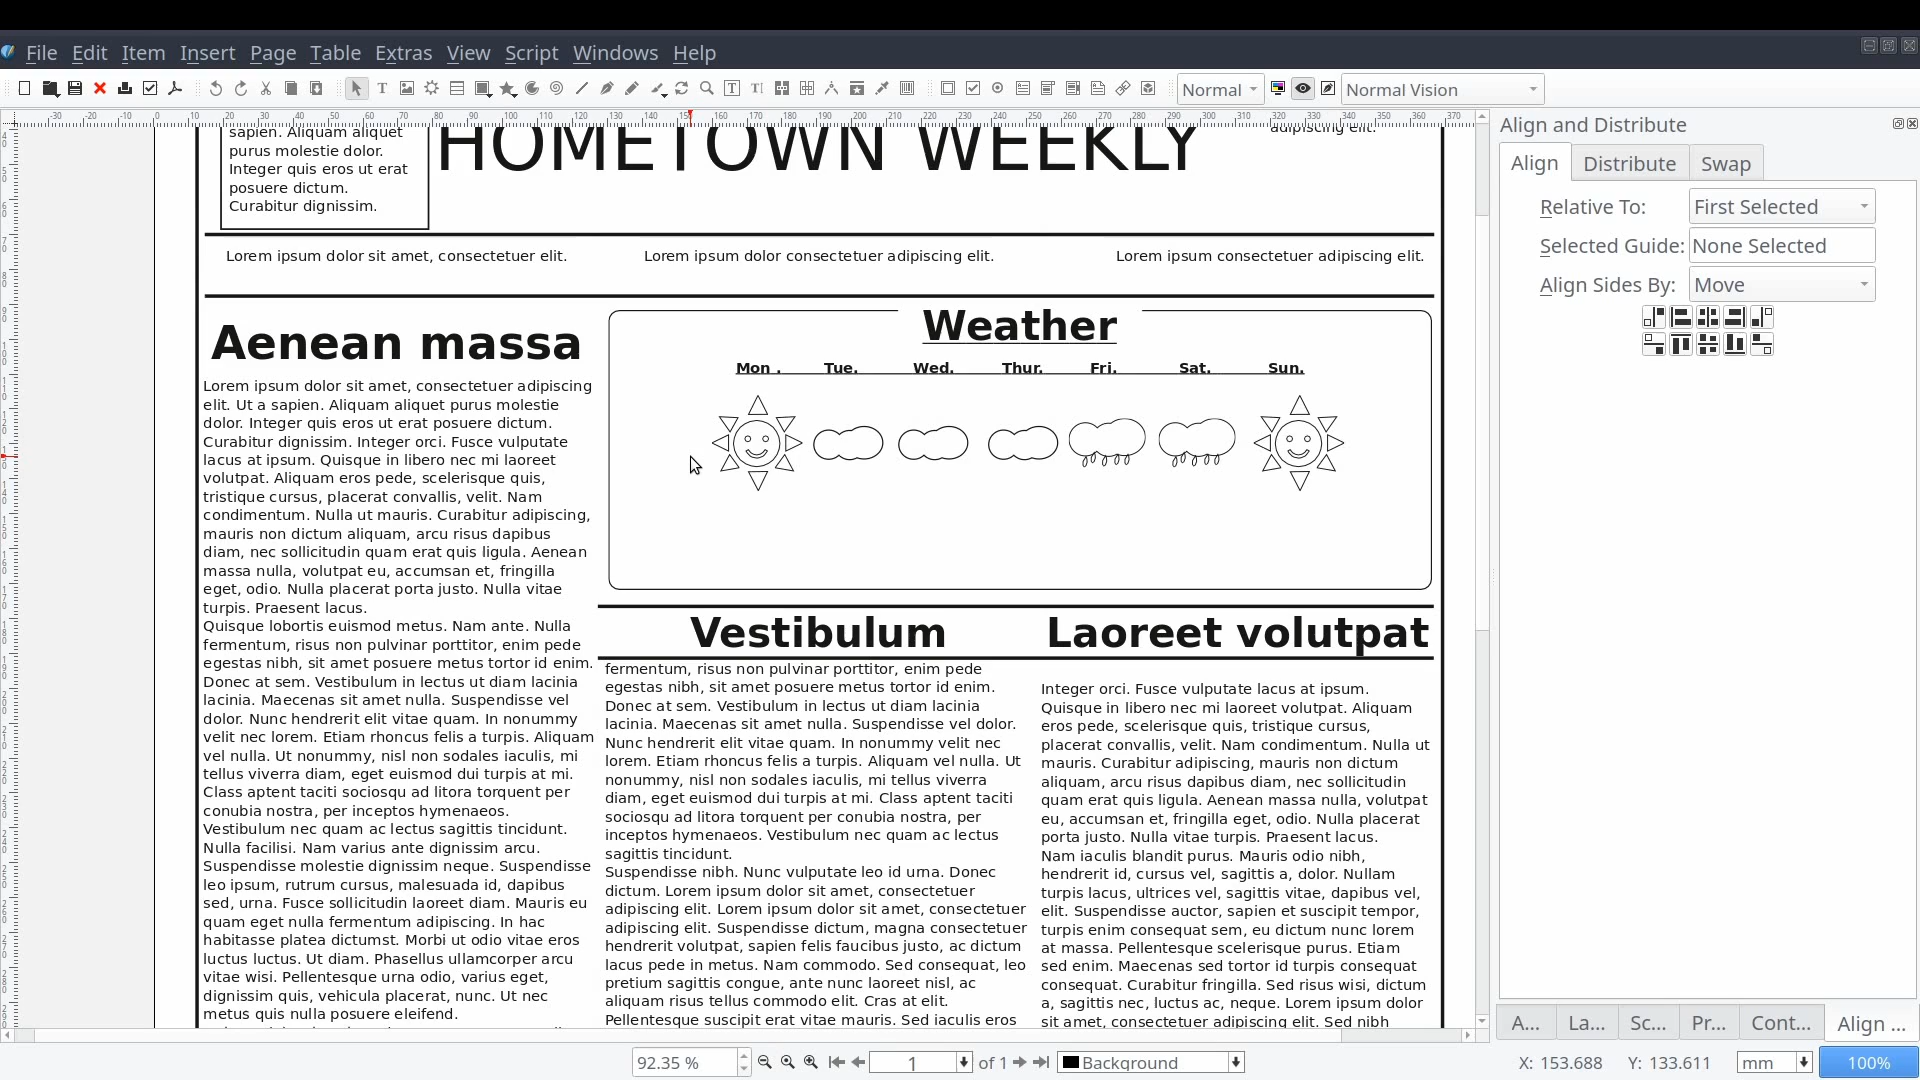 File Edit Item Insert Page Table Extras View Script Windows Help
Normal Normal Vision
sapien. Aliquam aliquet
purus molestie dolor.
Integer quis eros ut erat
posuere dictum.
Curabitur dignissim.
HOMETOWN WEEKLY
adipiscing elit.
Lorem ipsum dolor sit amet, consectetuer elit.
Lorem ipsum dolor consectetuer adipiscing elit.
Lorem ipsum consectetuer adipiscing elit.
Aenean massa
Lorem ipsum dolor sit amet, consectetuer adipiscing
elit. Ut a sapien. Aliquam aliquet purus molestie
dolor. Integer quis eros ut erat posuere dictum.
Curabitur dignissim. Integer orci. Fusce vulputate
lacus at ipsum. Quisque in libero nec mi laoreet
volutpat. Aliquam eros pede, scelerisque quis,
tristique cursus, placerat convallis, velit. Nam
condimentum. Nulla ut mauris. Curabitur adipiscing,
mauris non dictum aliquam, arcu risus dapibus
diam, nec sollicitudin quam erat quis ligula. Aenean
massa nulla, volutpat eu, accumsan et, fringilla
eget, odio. Nulla placerat porta justo. Nulla vitae
turpis. Praesent lacus.
Quisque lobortis euismod metus. Nam ante. Nulla
fermentum, risus non pulvinar porttitor, enim pede
egestas nibh, sit amet posuere metus tortor id enim.
Donec at sem. Vestibulum in lectus ut diam lacinia
lacinia. Maecenas sit amet nulla. Suspendisse vel
dolor. Nunc hendrerit elit vitae quam. In nonummy
velit nec lorem. Etiam rhoncus felis a turpis. Aliquam
vel nulla. Ut nonummy, nisl non sodales iaculis, mi
tellus viverra diam, eget euismod dui turpis at mi.
Class aptent taciti sociosqu ad litora torquent per
conubia nostra, per inceptos hymenaeos.
Vestibulum nec quam ac lectus sagittis tincidunt.
Nulla facilisi. Nam varius ante dignissim arcu.
Suspendisse molestie dignissim neque. Suspendisse
leo ipsum, rutrum cursus, malesuada id, dapibus
sed, urna. Fusce sollicitudin laoreet diam. Mauris eu
quam eget nulla fermentum adipiscing. In hac
habitasse platea dictumst. Morbi ut odio vitae eros
luctus luctus. Ut diam. Phasellus ullamcorper arcu
vitae wisi. Pellentesque urna odio, varius eget,
dignissim quis, vehicula placerat, nunc. Ut nec
metus quis nulla posuere eleifend.
Weather
Mon . Tue. Wed. Thur. Fri. Sat. Sun.
Vestibulum
fermentum, risus non pulvinar porttitor, enim pede
egestas nibh, sit amet posuere metus tortor id enim.
Donec at sem. Vestibulum in lectus ut diam lacinia
lacinia. Maecenas sit amet nulla. Suspendisse vel dolor.
Nunc hendrerit elit vitae quam. In nonummy velit nec
lorem. Etiam rhoncus felis a turpis. Aliquam vel nulla. Ut
nonummy, nisl non sodales iaculis, mi tellus viverra
diam, eget euismod dui turpis at mi. Class aptent taciti
sociosqu ad litora torquent per conubia nostra, per
inceptos hymenaeos. Vestibulum nec quam ac lectus
sagittis tincidunt.
Suspendisse nibh. Nunc vulputate leo id urna. Donec
dictum. Lorem ipsum dolor sit amet, consectetuer
adipiscing elit. Lorem ipsum dolor sit amet, consectetuer
adipiscing elit. Suspendisse dictum, magna consectetuer
hendrerit volutpat, sapien felis faucibus justo, ac dictum
lacus pede in metus. Nam commodo. Sed consequat, leo
pretium sagittis congue, ante nunc laoreet nisl, ac
aliquam risus tellus commodo elit. Cras at elit.
Pellentesque suscipit erat vitae mauris. Sed iaculis eros
Laoreet volutpat
Integer orci. Fusce vulputate lacus at ipsum.
Quisque in libero nec mi laoreet volutpat. Aliquam
eros pede, scelerisque quis, tristique cursus,
placerat convallis, velit. Nam condimentum. Nulla ut
mauris. Curabitur adipiscing, mauris non dictum
aliquam, arcu risus dapibus diam, nec sollicitudin
quam erat quis ligula. Aenean massa nulla, volutpat
eu, accumsan et, fringilla eget, odio. Nulla placerat
porta justo. Nulla vitae turpis. Praesent lacus.
Nam iaculis blandit purus. Mauris odio nibh,
hendrerit id, cursus vel, sagittis a, dolor. Nullam
turpis lacus, ultrices vel, sagittis vitae, dapibus vel,
elit. Suspendisse auctor, sapien et suscipit tempor,
turpis enim consequat sem, eu dictum nunc lorem
at massa. Pellentesque scelerisque purus. Etiam
sed enim. Maecenas sed tortor id turpis consequat
consequat. Curabitur fringilla. Sed risus wisi, dictum
a, sagittis nec, luctus ac, neque. Lorem ipsum dolor
sit amet, consectetuer adipiscing elit. Sed nibh
Align and Distribute
Align Distribute Swap
Relative To: First Selected
Selected Guide: None Selected
Align Sides By: Move
A... La... Sc... Pr... Cont... Align ...
92.35 % 1 of 1 Background X: 153.688 Y: 133.611 mm 100%